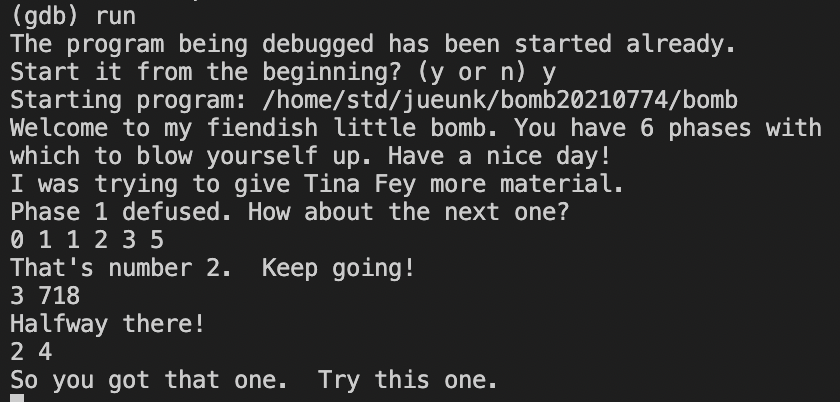 (gdb) run
The program being debugged has been started already.
Start it from the beginning? (y or n) y
Starting program: /home/std/jueunk/bomb20210774/bomb
Welcome to my fiendish little bomb. You have 6 phases with
which to blow yourself up. Have a nice day!
I was trying to give Tina Fey more material.
Phase 1 defused. How about the next one?
0 1 1 2 3 5
That's number 2.  Keep going!
3 718
Halfway there!
2 4
So you got that one.  Try this one.